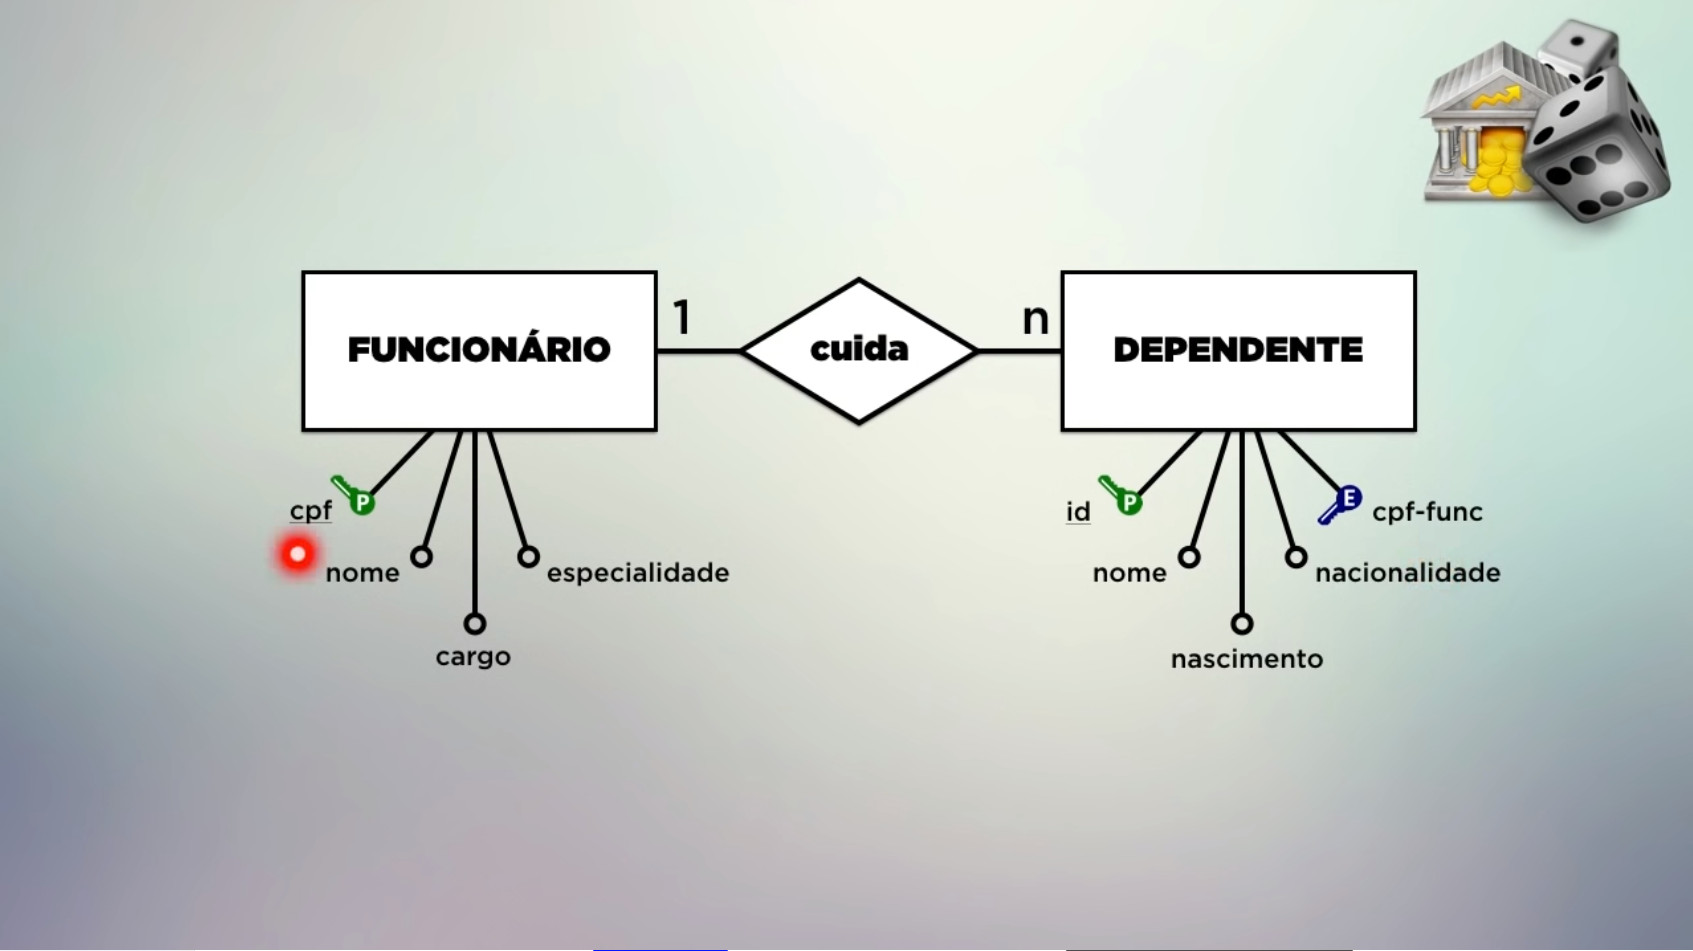 FUNCIONÁRIO
1
cuida
n
DEPENDENTE
cpf
P
nome
cargo
especialidade
id
P
nome
nascimento
nacionalidade
E
cpf-func